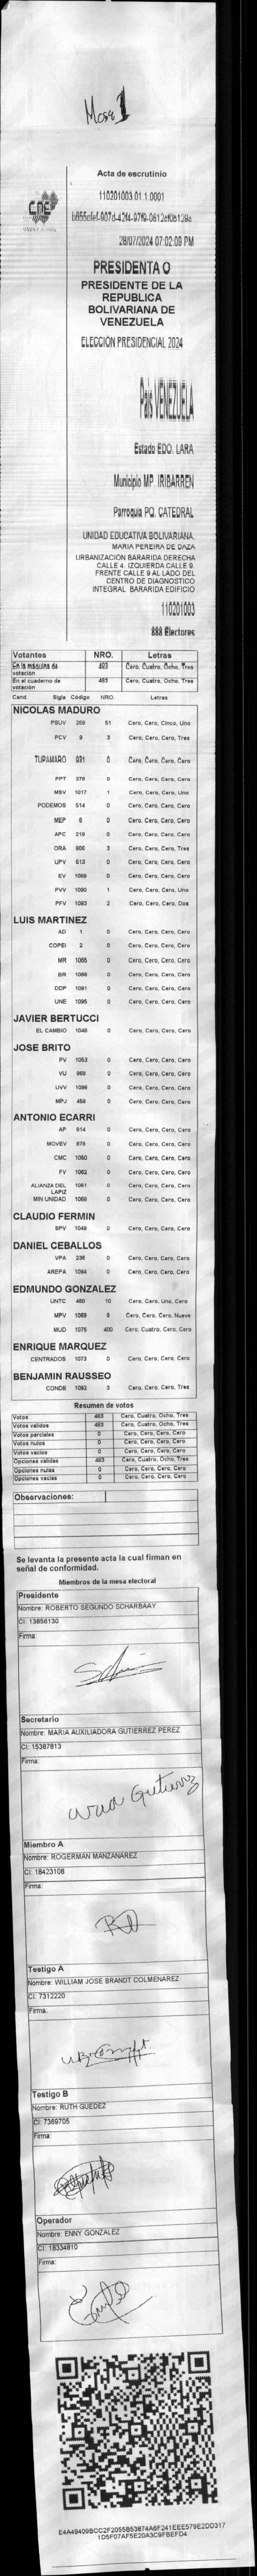 Mesa 1
Acta de escrutinio
110201003.01.1.0001
28/07/2024 07:02:09 PM
CNE
PRESIDENTA O
PRESIDENTE DE LA
REPUBLICA
BOLIVARIANA DE
VENEZUELA
ELECCIÓN PRESIDENCIAL 2024
País VENEZUELA
Estado EDO. LARA
Municipio MP. IRIBARREN
Parroquia PQ. CATEDRAL
UNIDAD EDUCATIVA BOLIVARIANA.
MARIA PEREIRA DE DAZA
URBANIZACION BARARIDA DERECHA
CALLE 4. IZQUIERDA CALLE 9.
FRENTE CALLE 9 AL LADO DEL
CENTRO DE DIAGNOSTICO
INTEGRAL BARARIDA EDIFICIO
110201003
888 Electores
Votantes NRO. Letras
En la máquina de votación 483 Cero, Cuatro, Ocho, Tres
En el cuaderno de votación 483 Cero, Cuatro, Ocho, Tres
Cand. Sigla Código NRO. Letras
NICOLAS MADURO
PSUV 269 51 Cero, Cero, Cinco, Uno
PCV 9 3 Cero, Cero, Cero, Tres
TUPAMARO 931 0 Cero, Cero, Cero, Cero
PPT 276 0 Cero, Cero, Cero, Cero
MSV 1017 1 Cero, Cero, Cero, Uno
PODEMOS 514 0 Cero, Cero, Cero, Cero
MEP 6 0 Cero, Cero, Cero, Cero
APC 219 0 Cero, Cero, Cero, Cero
ORA 906 3 Cero, Cero, Cero, Tres
UPV 513 0 Cero, Cero, Cero, Cero
EV 1089 0 Cero, Cero, Cero, Cero
PVV 1090 1 Cero, Cero, Cero, Uno
PFV 1093 2 Cero, Cero, Cero, Dos
LUIS MARTINEZ
AD 1 0 Cero, Cero, Cero, Cero
COPEI 2 0 Cero, Cero, Cero, Cero
MR 1065 0 Cero, Cero, Cero, Cero
BR 1086 0 Cero, Cero, Cero, Cero
DDP 1091 0 Cero, Cero, Cero, Cero
UNE 1095 0 Cero, Cero, Cero, Cero
JAVIER BERTUCCI
EL CAMBIO 1048 0 Cero, Cero, Cero, Cero
JOSE BRITO
PV 1053 0 Cero, Cero, Cero, Cero
VU 968 0 Cero, Cero, Cero, Cero
UVV 1096 0 Cero, Cero, Cero, Cero
MPJ 459 0 Cero, Cero, Cero, Cero
ANTONIO ECARRI
AP 914 0 Cero, Cero, Cero, Cero
MOVEV 679 0 Cero, Cero, Cero, Cero
CMC 1050 0 Cero, Cero, Cero, Cero
FV 1062 0 Cero, Cero, Cero, Cero
ALIANZA DEL LAPIZ 1051 0 Cero, Cero, Cero, Cero
MIN UNIDAD 1069 0 Cero, Cero, Cero, Cero
CLAUDIO FERMIN
SPV 1049 0 Cero, Cero, Cero, Cero
DANIEL CEBALLOS
VPA 236 0 Cero, Cero, Cero, Cero
AREPA 1094 0 Cero, Cero, Cero, Cero
EDMUNDO GONZALEZ
UNTC 460 10 Cero, Cero, Uno, Cero
MPV 1069 9 Cero, Cero, Cero, Nueve
MUD 1075 400 Cero, Cuatro, Cero, Cero
ENRIQUE MARQUEZ
CENTRADOS 1073 0 Cero, Cero, Cero, Cero
BENJAMIN RAUSSEO
CONDE 1092 3 Cero, Cero, Cero, Tres
Resumen de votos
Votos 483 Cero, Cuatro, Ocho, Tres
Votos validos 483 Cero, Cuatro, Ocho, Tres
Votos parciales 0 Cero, Cero, Cero, Cero
Votos nulos 0 Cero, Cero, Cero, Cero
Votos vacios 0 Cero, Cero, Cero, Cero
Opciones validas 483 Cero, Cuatro, Ocho, Tres
Opciones nulas 0 Cero, Cero, Cero, Cero
Opciones vacias 0 Cero, Cero, Cero, Cero
Observaciones:
Se levanta la presente acta la cual firman en
señal de conformidad.
Miembros de la mesa electoral
Presidente
Nombre: ROBERTO SEGUNDO SCHARBAAY
CI: 13856130
Firma:
Secretario
Nombre: MARIA AUXILIADORA GUTIERREZ PEREZ
CI: 15387813
Firma:
Gutierrez
Miembro A
Nombre: ROGERMAN MANZANAREZ
CI: 18423108
Firma:
Testigo A
Nombre: WILLIAM JOSE BRANDT COLMENAREZ
CI: 7312220
Firma:
Testigo B
Nombre: RUTH GUEDEZ
CI: 7369705
Firma:
Operador
Nombre: ENNY GONZALEZ
CI: 18334810
Firma:
E4A49409BCC2F2055B53874A6F241EEE579E2DD317
1D5F07AF5E20A3C9FBEFD4